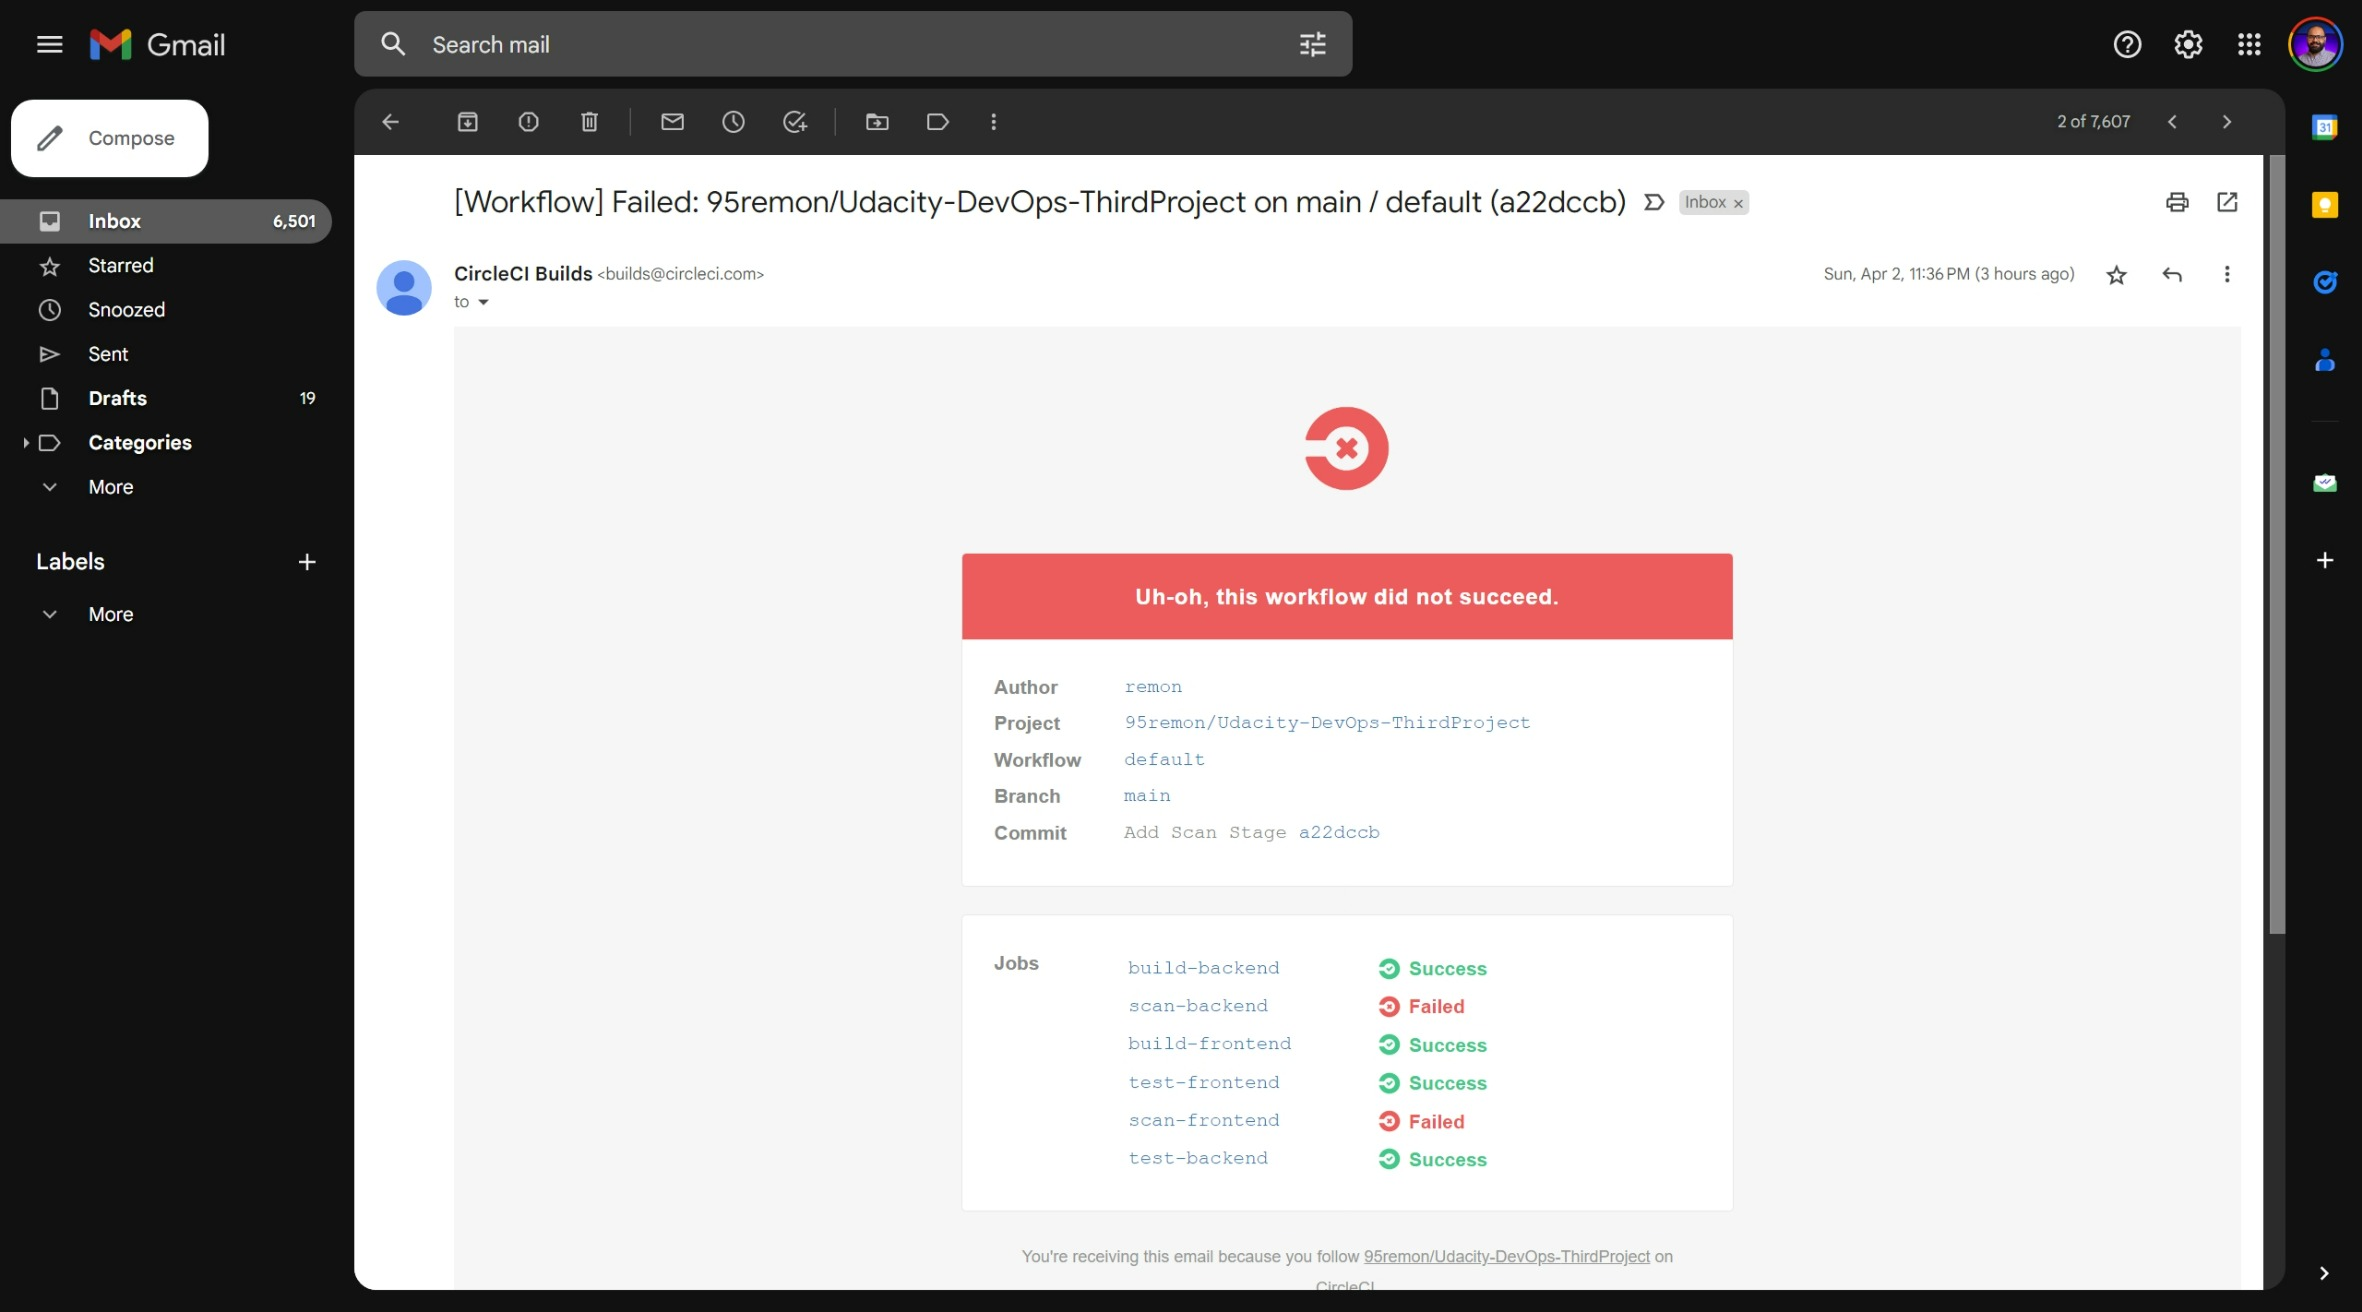 Gmail
Search mail
Compose
2 of 7,607
Inbox 6,501
Starred
Snoozed
Sent
Drafts 19
Categories
More
Labels
More
[Workflow] Failed: 95remon/Udacity-DevOps-ThirdProject on main / default (a22dccb) Inbox x
CircleCI Builds <builds@circleci.com> Sun, Apr 2, 11:36 PM (3 hours ago)
to
Uh-oh, this workflow did not succeed.
Author remon
Project 95remon/Udacity-DevOps-ThirdProject
Workflow default
Branch main
Commit Add Scan Stage a22dccb
Jobs build-backend Success
scan-backend Failed
build-frontend Success
test-frontend Success
scan-frontend Failed
test-backend Success
You're receiving this email because you follow 95remon/Udacity-DevOps-ThirdProject on
CircleCI
31